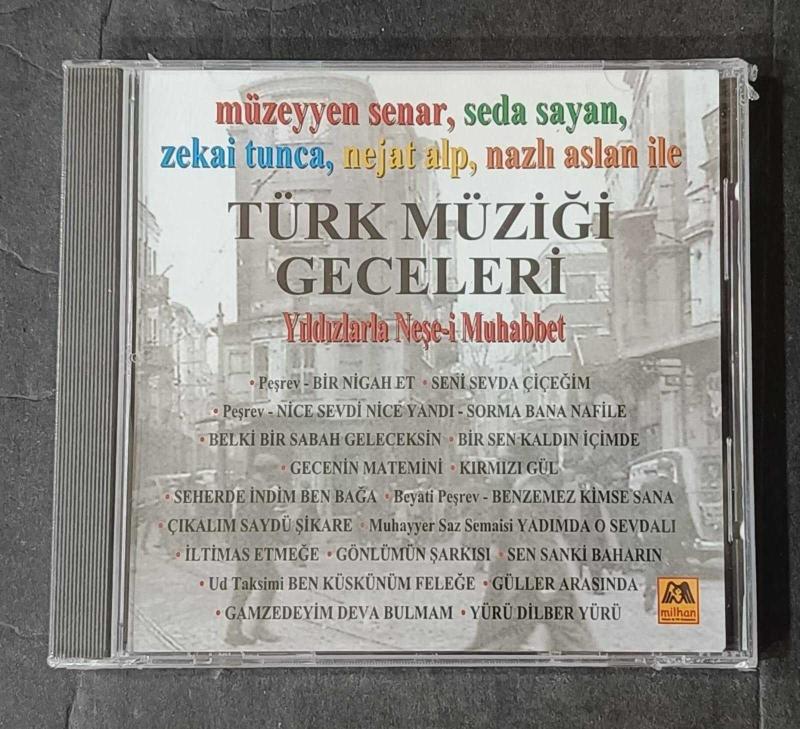 müzeyyen senar, seda sayan,
zekai tunca, nejat alp, nazlı aslan ile
TÜRK MÜZİĞİ
GECELERİ
Yıldızlarla Neşe-i Muhabbet
• Peşrev - BİR NİGAH ET • SENİ SEVDA ÇİÇEĞİM
• Peşrev - NİCE SEVDİ NİCE YANDI - SORMA BANA NAFİLE
• BELKİ BİR SABAH GELECEKSİN • BİR SEN KALDIN İÇİMDE
• GECENİN MATEMİNİ • KIRMIZI GÜL
• SEHERDE İNDİM BEN BAĞA • Beyati Peşrev - BENZEMEZ KİMSE SANA
• ÇIKALIM SAYDÜ ŞİKARE • Muhayyer Saz Semaisi YADIMDA O SEVDALI
• İLTİMAS ETMEĞE • GÖNLÜMÜN ŞARKISI • SEN SANKİ BAHARIN
• Ud Taksimi BEN KÜSKÜNÜM FELEĞE • GÜLLER ARASINDA
• GAMZEDEYİM DEVA BULMAM • YÜRÜ DİLBER YÜRÜ
milhan